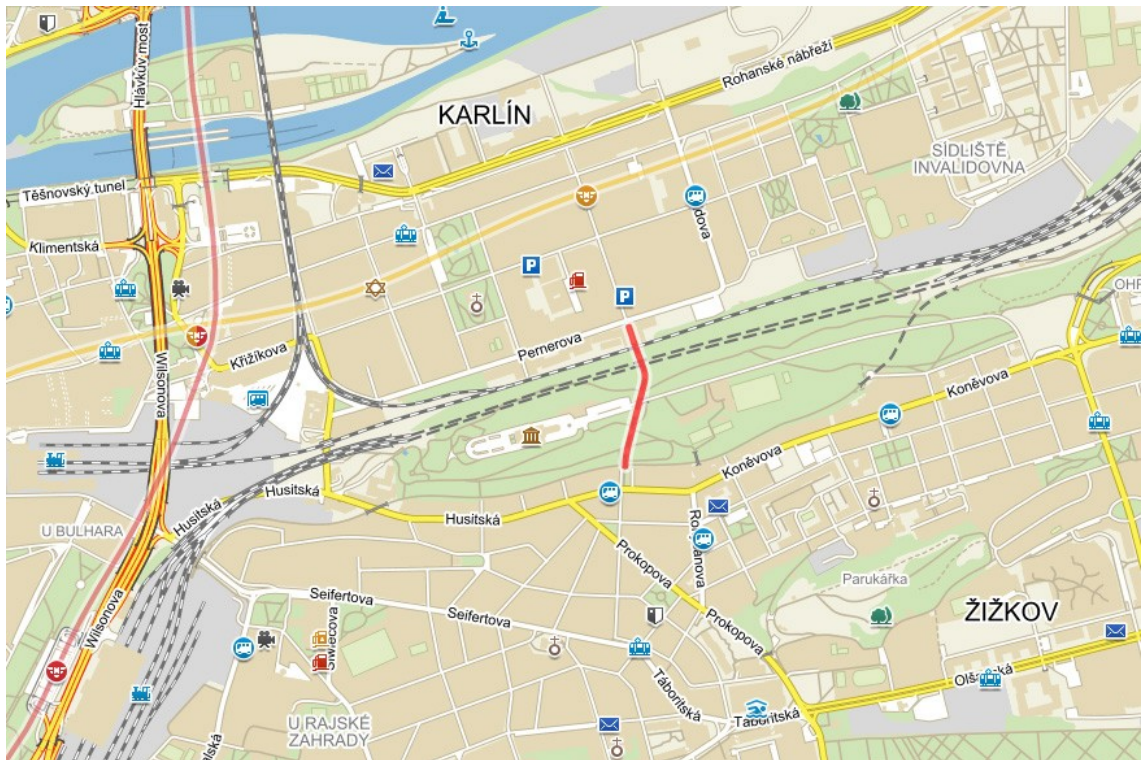 Hlávkův most
KARLÍN
Rohanské nábřeží
SÍDLIŠTĚ
INVALIDOVNA
Těšnovský tunel
Klimentská
P
P
Pernerova
Křižíkova
Wilsonova
Koněvova
Koněvova
Husitská
Husitská
Husitská
U BULHARA
Prokopova
Prokopova
Parukářka
ŽIŽKOV
Seifertova
Seifertova
Wilsonova
Olšanská
Táboritská
Táboritská
U RAJSKÉ
ZAHRADY